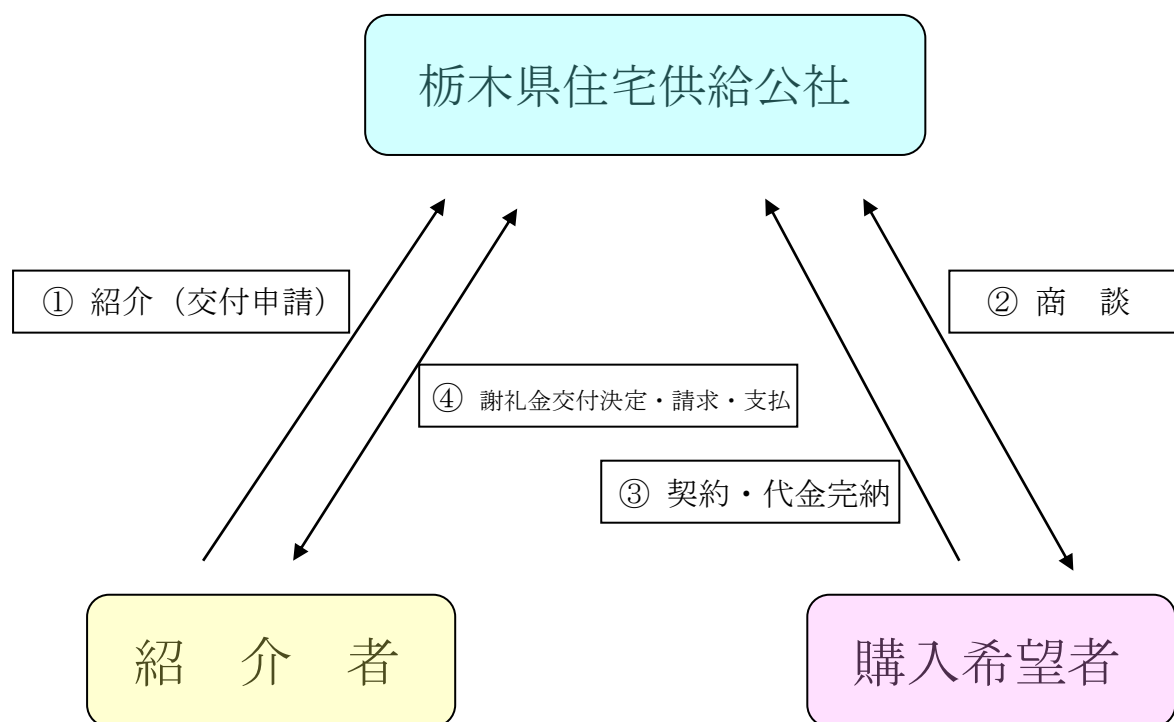 栃木県住宅供給公社
① 紹介（交付申請）
② 商　談
④ 謝礼金交付決定・請求・支払
③ 契約・代金完納
紹　介　者
購入希望者